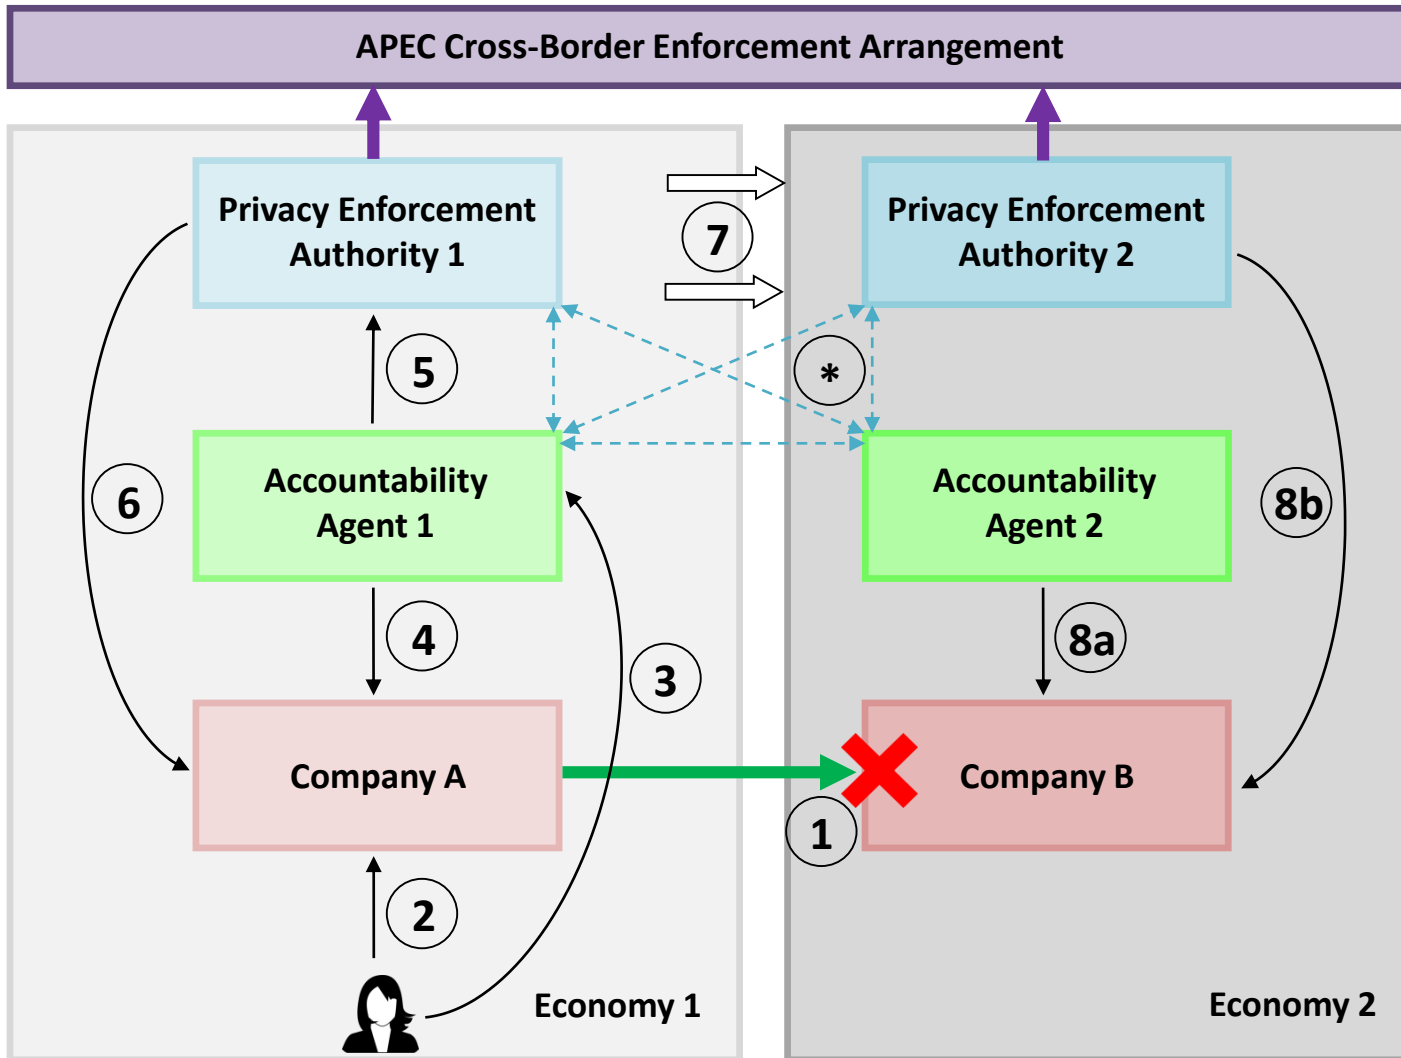 APEC Cross-Border Enforcement Arrangement
Privacy Enforcement
Authority 1
7
Privacy Enforcement
Authority 2
5
*
Accountability
Agent 1
6
Accountability
Agent 2
8b
4
3
8a
Company A
Company B
1
2
Economy 1
Economy 2